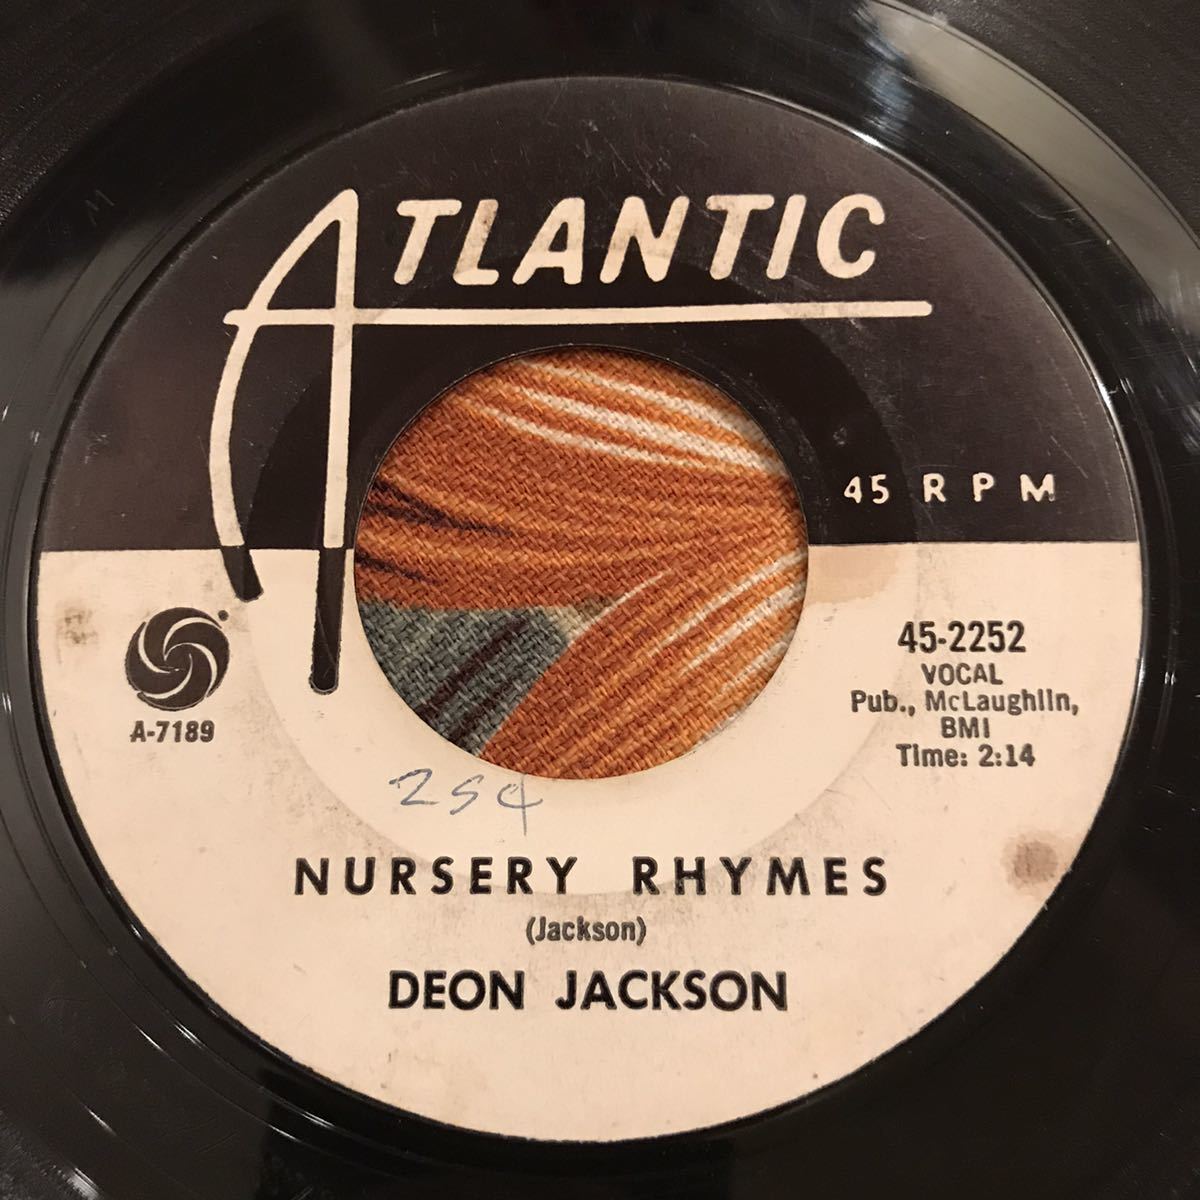 ATLANTIC
45 RPM
45-2252
VOCAL
Pub., McLaughlin,
BMI
Time: 2:14
A-7189
254
NURSERY RHYMES
(Jackson)
DEON JACKSON